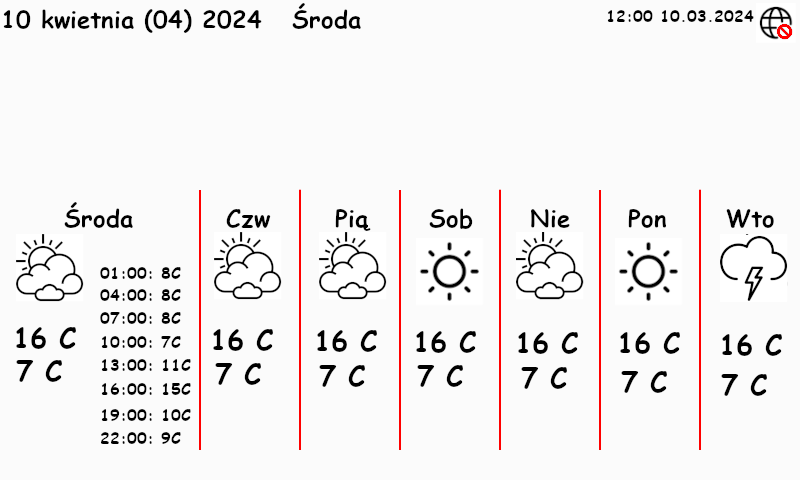 10 kwietnia (04) 2024 Środa
12:00 10.03.2024
Środa
01:00: 8C
04:00: 8C
07:00: 8C
10:00: 7C
13:00: 11C
16:00: 15C
19:00: 10C
22:00: 9C
16 C
7 C
Czw
16 C
7 C
Pią
16 C
7 C
Sob
16 C
7 C
Nie
16 C
7 C
Pon
16 C
7 C
Wto
16 C
7 C